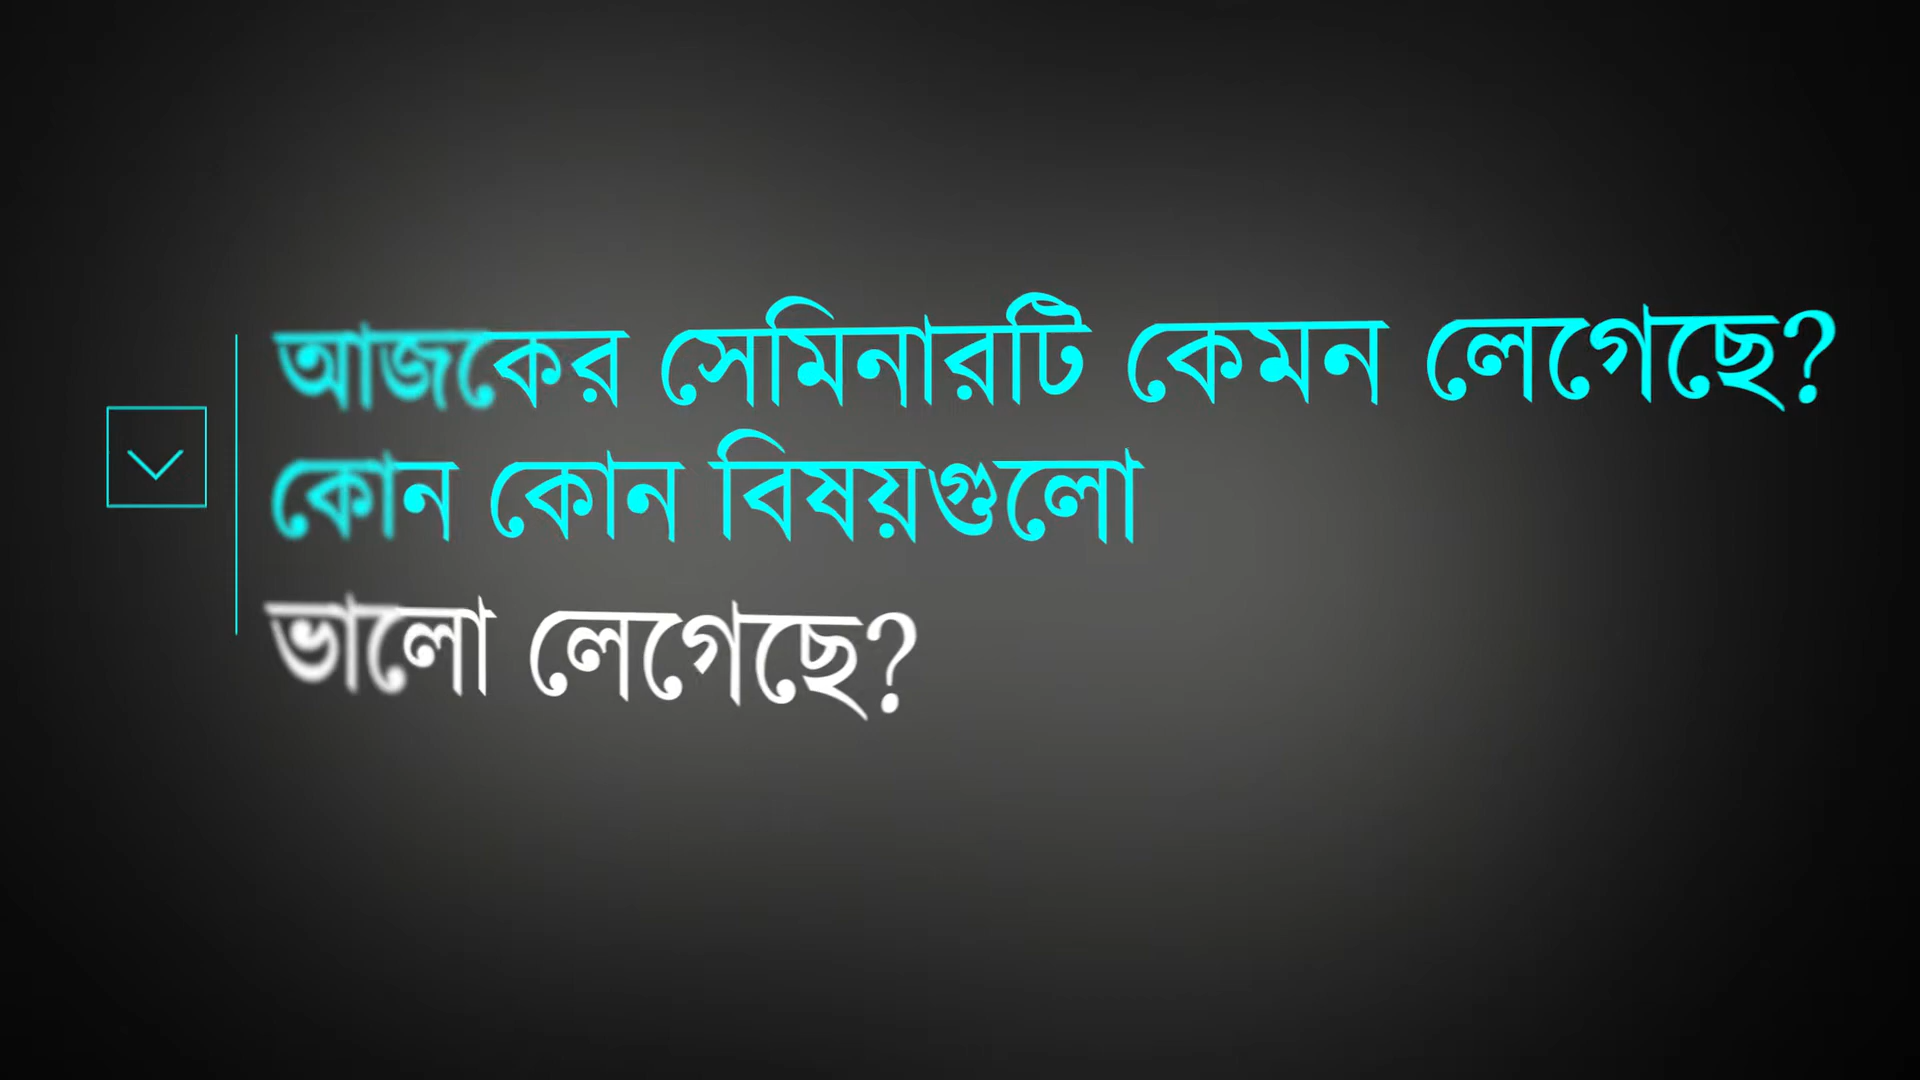 আজকের সেমিনারটি কেমন লেগেছে?
কোন কোন বিষয়গুলো
ভালো লেগেছে?